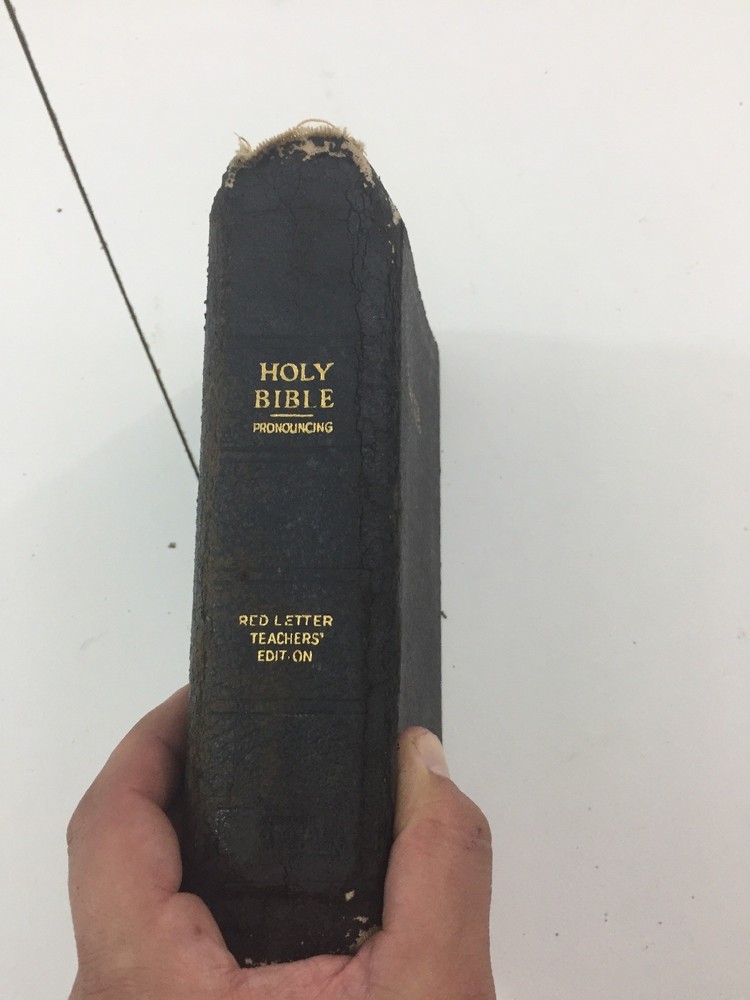 HOLY
BIBLE
PRONOUNCING
RED LETTER
TEACHERS'
EDITION